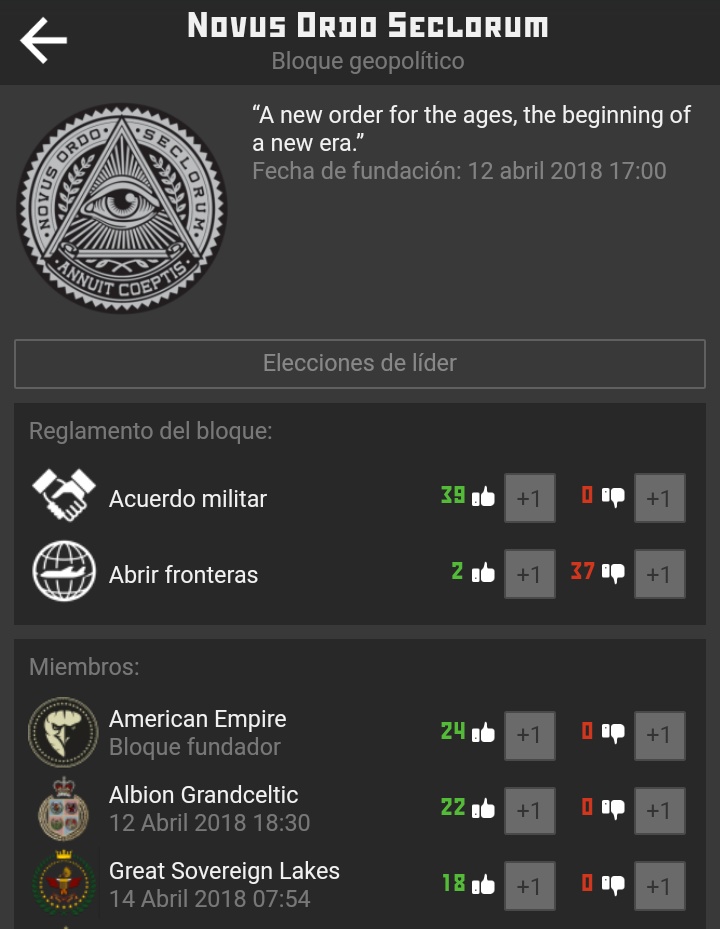 Novus Ordo Seclorum
Bloque geopolítico
“A new order for the ages, the beginning of
a new era.”
Fecha de fundación: 12 abril 2018 17:00
NOVUS ORDO · SECLORUM
ANNUIT COEPTIS
Elecciones de líder
Reglamento del bloque:
Acuerdo militar 39 +1 0 +1
Abrir fronteras 2 +1 37 +1
Miembros:
American Empire
Bloque fundador
24 +1 0 +1
Albion Grandceltic
12 Abril 2018 18:30
22 +1 0 +1
Great Sovereign Lakes
14 Abril 2018 07:54
18 +1 0 +1